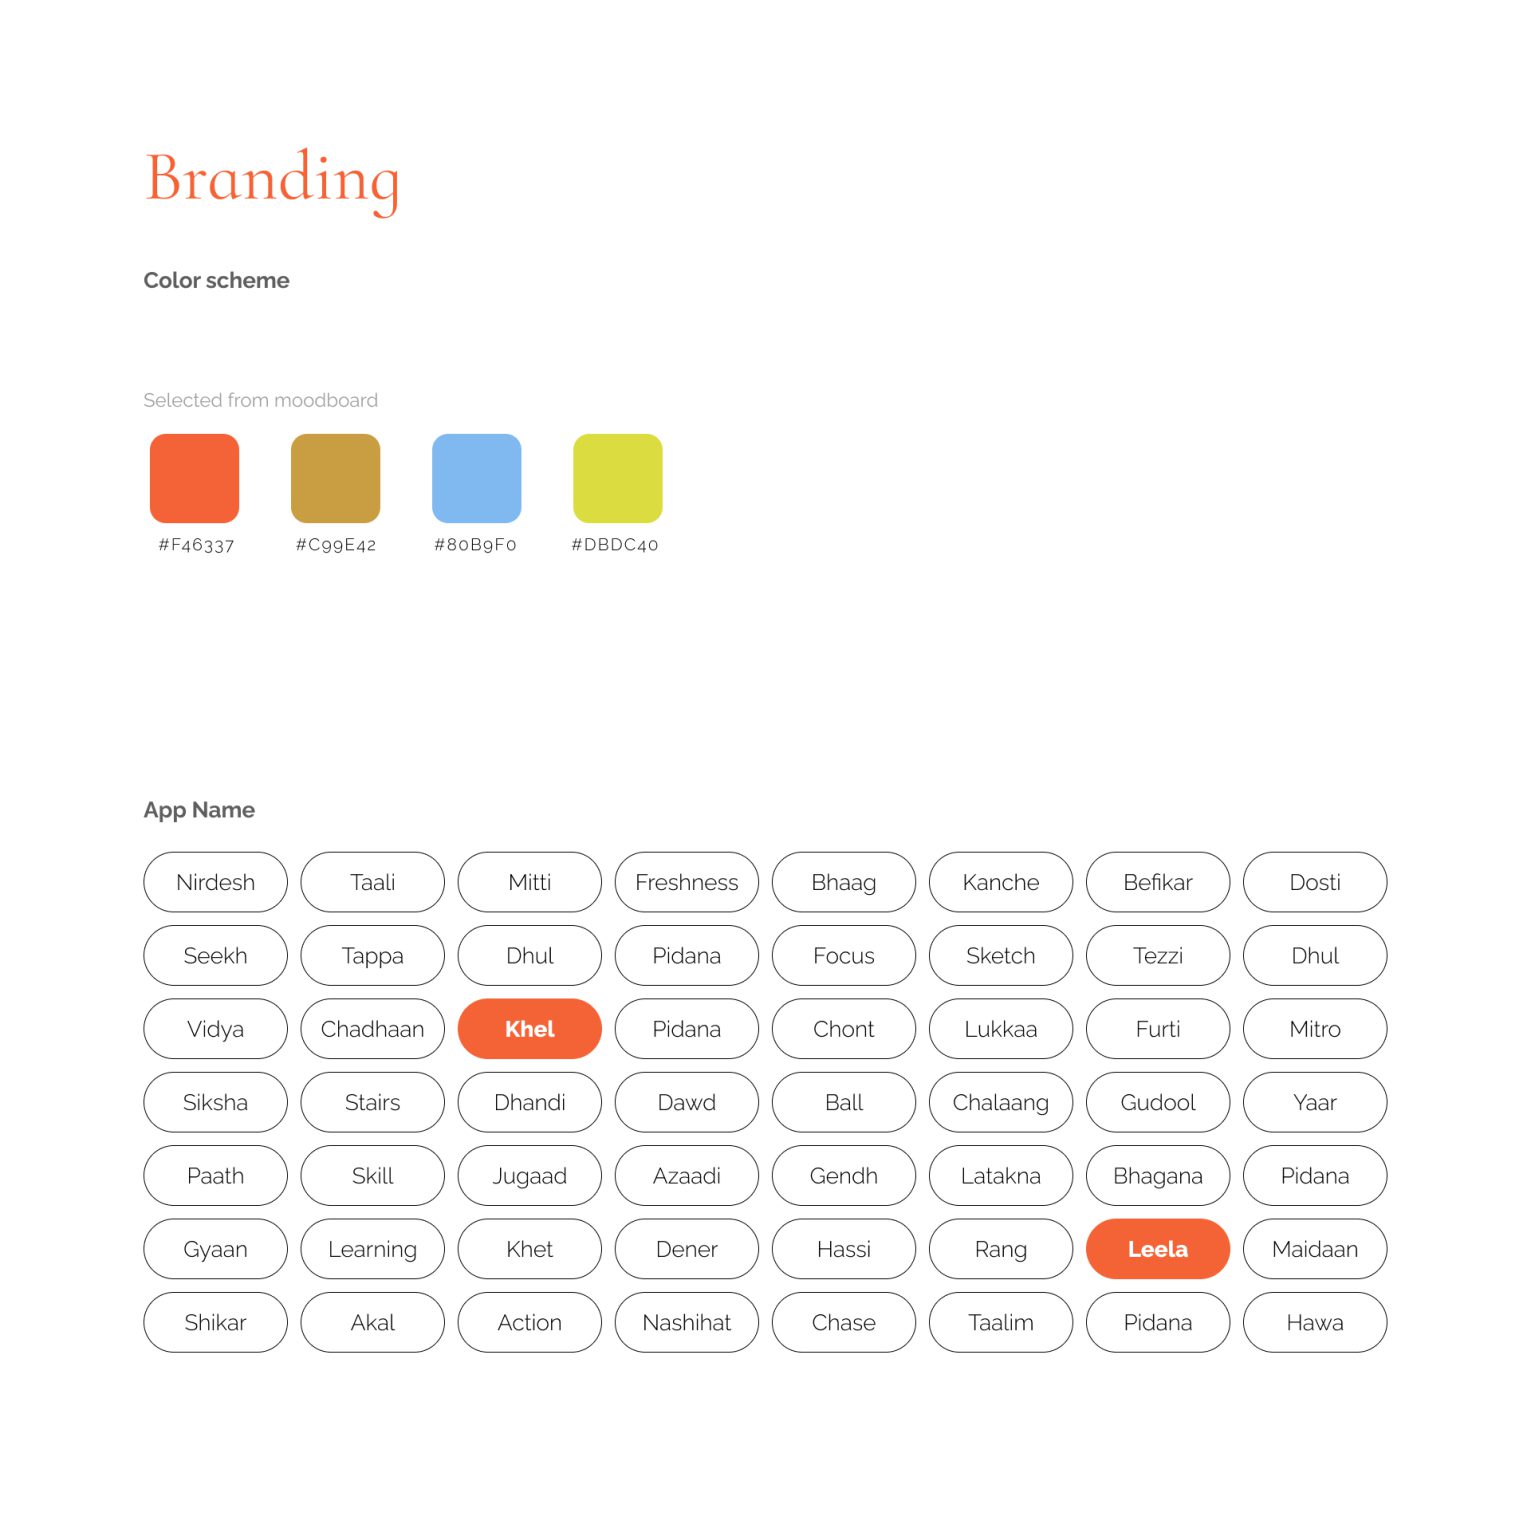 Branding
Color scheme
Selected from moodboard
#F46337 #C99E42 #80B9F0 #DBDC40
App Name
Nirdesh Taali Mitti Freshness Bhaag Kanche Befikar Dosti
Seekh Tappa Dhul Pidana Focus Sketch Tezzi Dhul
Vidya Chadhaan Khel Pidana Chont Lukkaa Furti Mitro
Siksha Stairs Dhandi Dawd Ball Chalaang Gudool Yaar
Paath Skill Jugaad Azaadi Gendh Latakna Bhagana Pidana
Gyaan Learning Khet Dener Hassi Rang Leela Maidaan
Shikar Akal Action Nashihat Chase Taalim Pidana Hawa